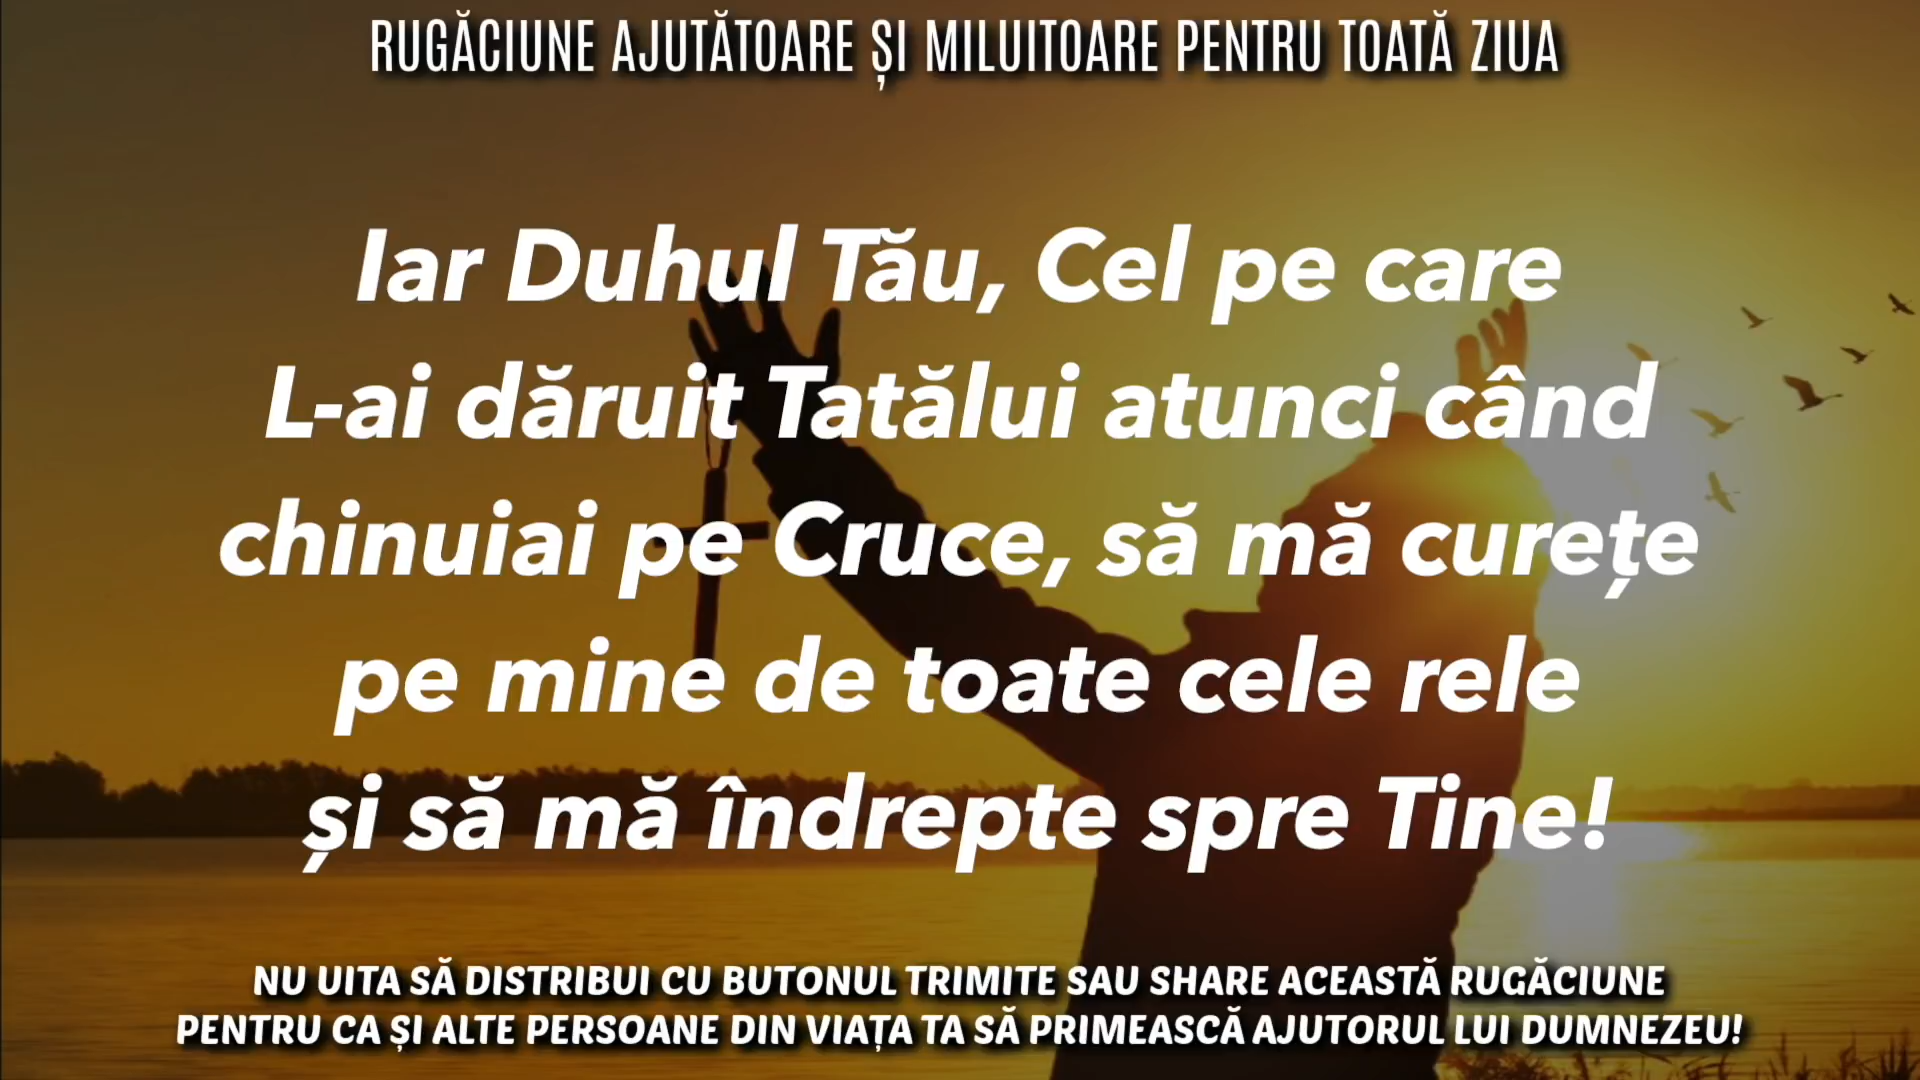 RUGĂCIUNE AJUTĂTOARE ȘI MILUITOARE PENTRU TOATĂ ZIUA
Iar Duhul Tău, Cel pe care
L-ai dăruit Tatălui atunci când
chinuiai pe Cruce, să mă curețe
pe mine de toate cele rele
și să mă îndrepte spre Tine!
NU UITA SĂ DISTRIBUI CU BUTONUL TRIMITE SAU SHARE ACEASTĂ RUGĂCIUNE
PENTRU CA ȘI ALTE PERSOANE DIN VIAȚA TA SĂ PRIMEASCĂ AJUTORUL LUI DUMNEZEU!